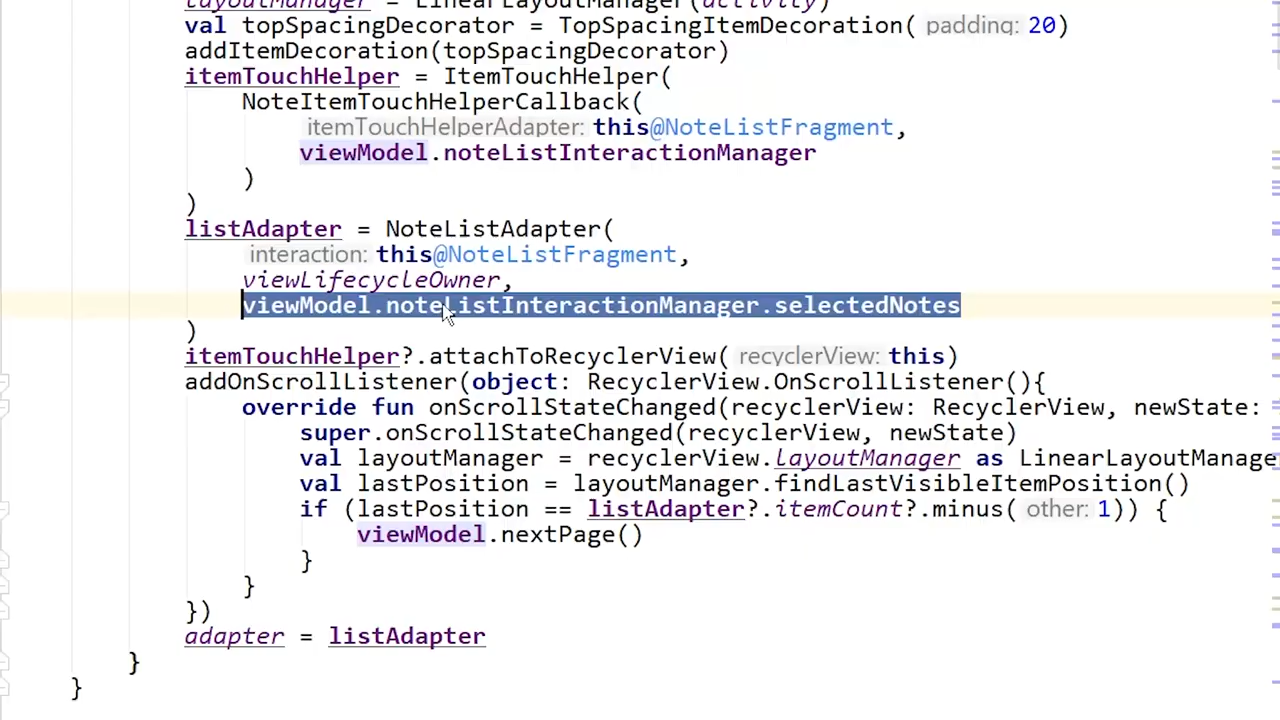 layoutManager = LinearLayoutManager(activity)
val topSpacingDecorator = TopSpacingItemDecoration( padding: 20)
addItemDecoration(topSpacingDecorator)
itemTouchHelper = ItemTouchHelper(
NoteItemTouchHelperCallback(
itemTouchHelperAdapter: this@NoteListFragment,
viewModel.noteListInteractionManager
)
)
listAdapter = NoteListAdapter(
interaction: this@NoteListFragment,
viewLifecycleOwner,
viewModel.noteListInteractionManager.selectedNotes
)
itemTouchHelper?.attachToRecyclerView( recyclerView: this)
addOnScrollListener(object: RecyclerView.OnScrollListener(){
override fun onScrollStateChanged(recyclerView: RecyclerView, newState:
super.onScrollStateChanged(recyclerView, newState)
val layoutManager = recyclerView.layoutManager as LinearLayoutManage
val lastPosition = layoutManager.findLastVisibleItemPosition()
if (lastPosition == listAdapter?.itemCount?.minus( other: 1)) {
viewModel.nextPage()
}
}
})
adapter = listAdapter
}
}